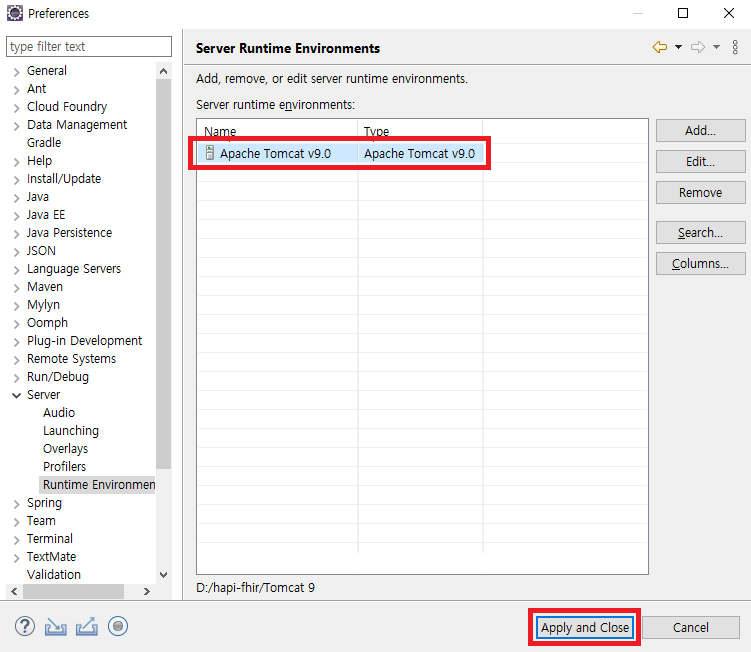 Preferences
type filter text
General
Ant
Cloud Foundry
Data Management
Gradle
Help
Install/Update
Java
Java EE
Java Persistence
JSON
Language Servers
Maven
Mylyn
Oomph
Plug-in Development
Remote Systems
Run/Debug
Server
Audio
Launching
Overlays
Profilers
Runtime Environmen
Spring
Team
Terminal
TextMate
Validation
Server Runtime Environments
Add, remove, or edit server runtime environments.
Server runtime environments:
Name Type
Apache Tomcat v9.0 Apache Tomcat v9.0
Add...
Edit...
Remove
Search...
Columns...
D:/hapi-fhir/Tomcat 9
Apply and Close Cancel